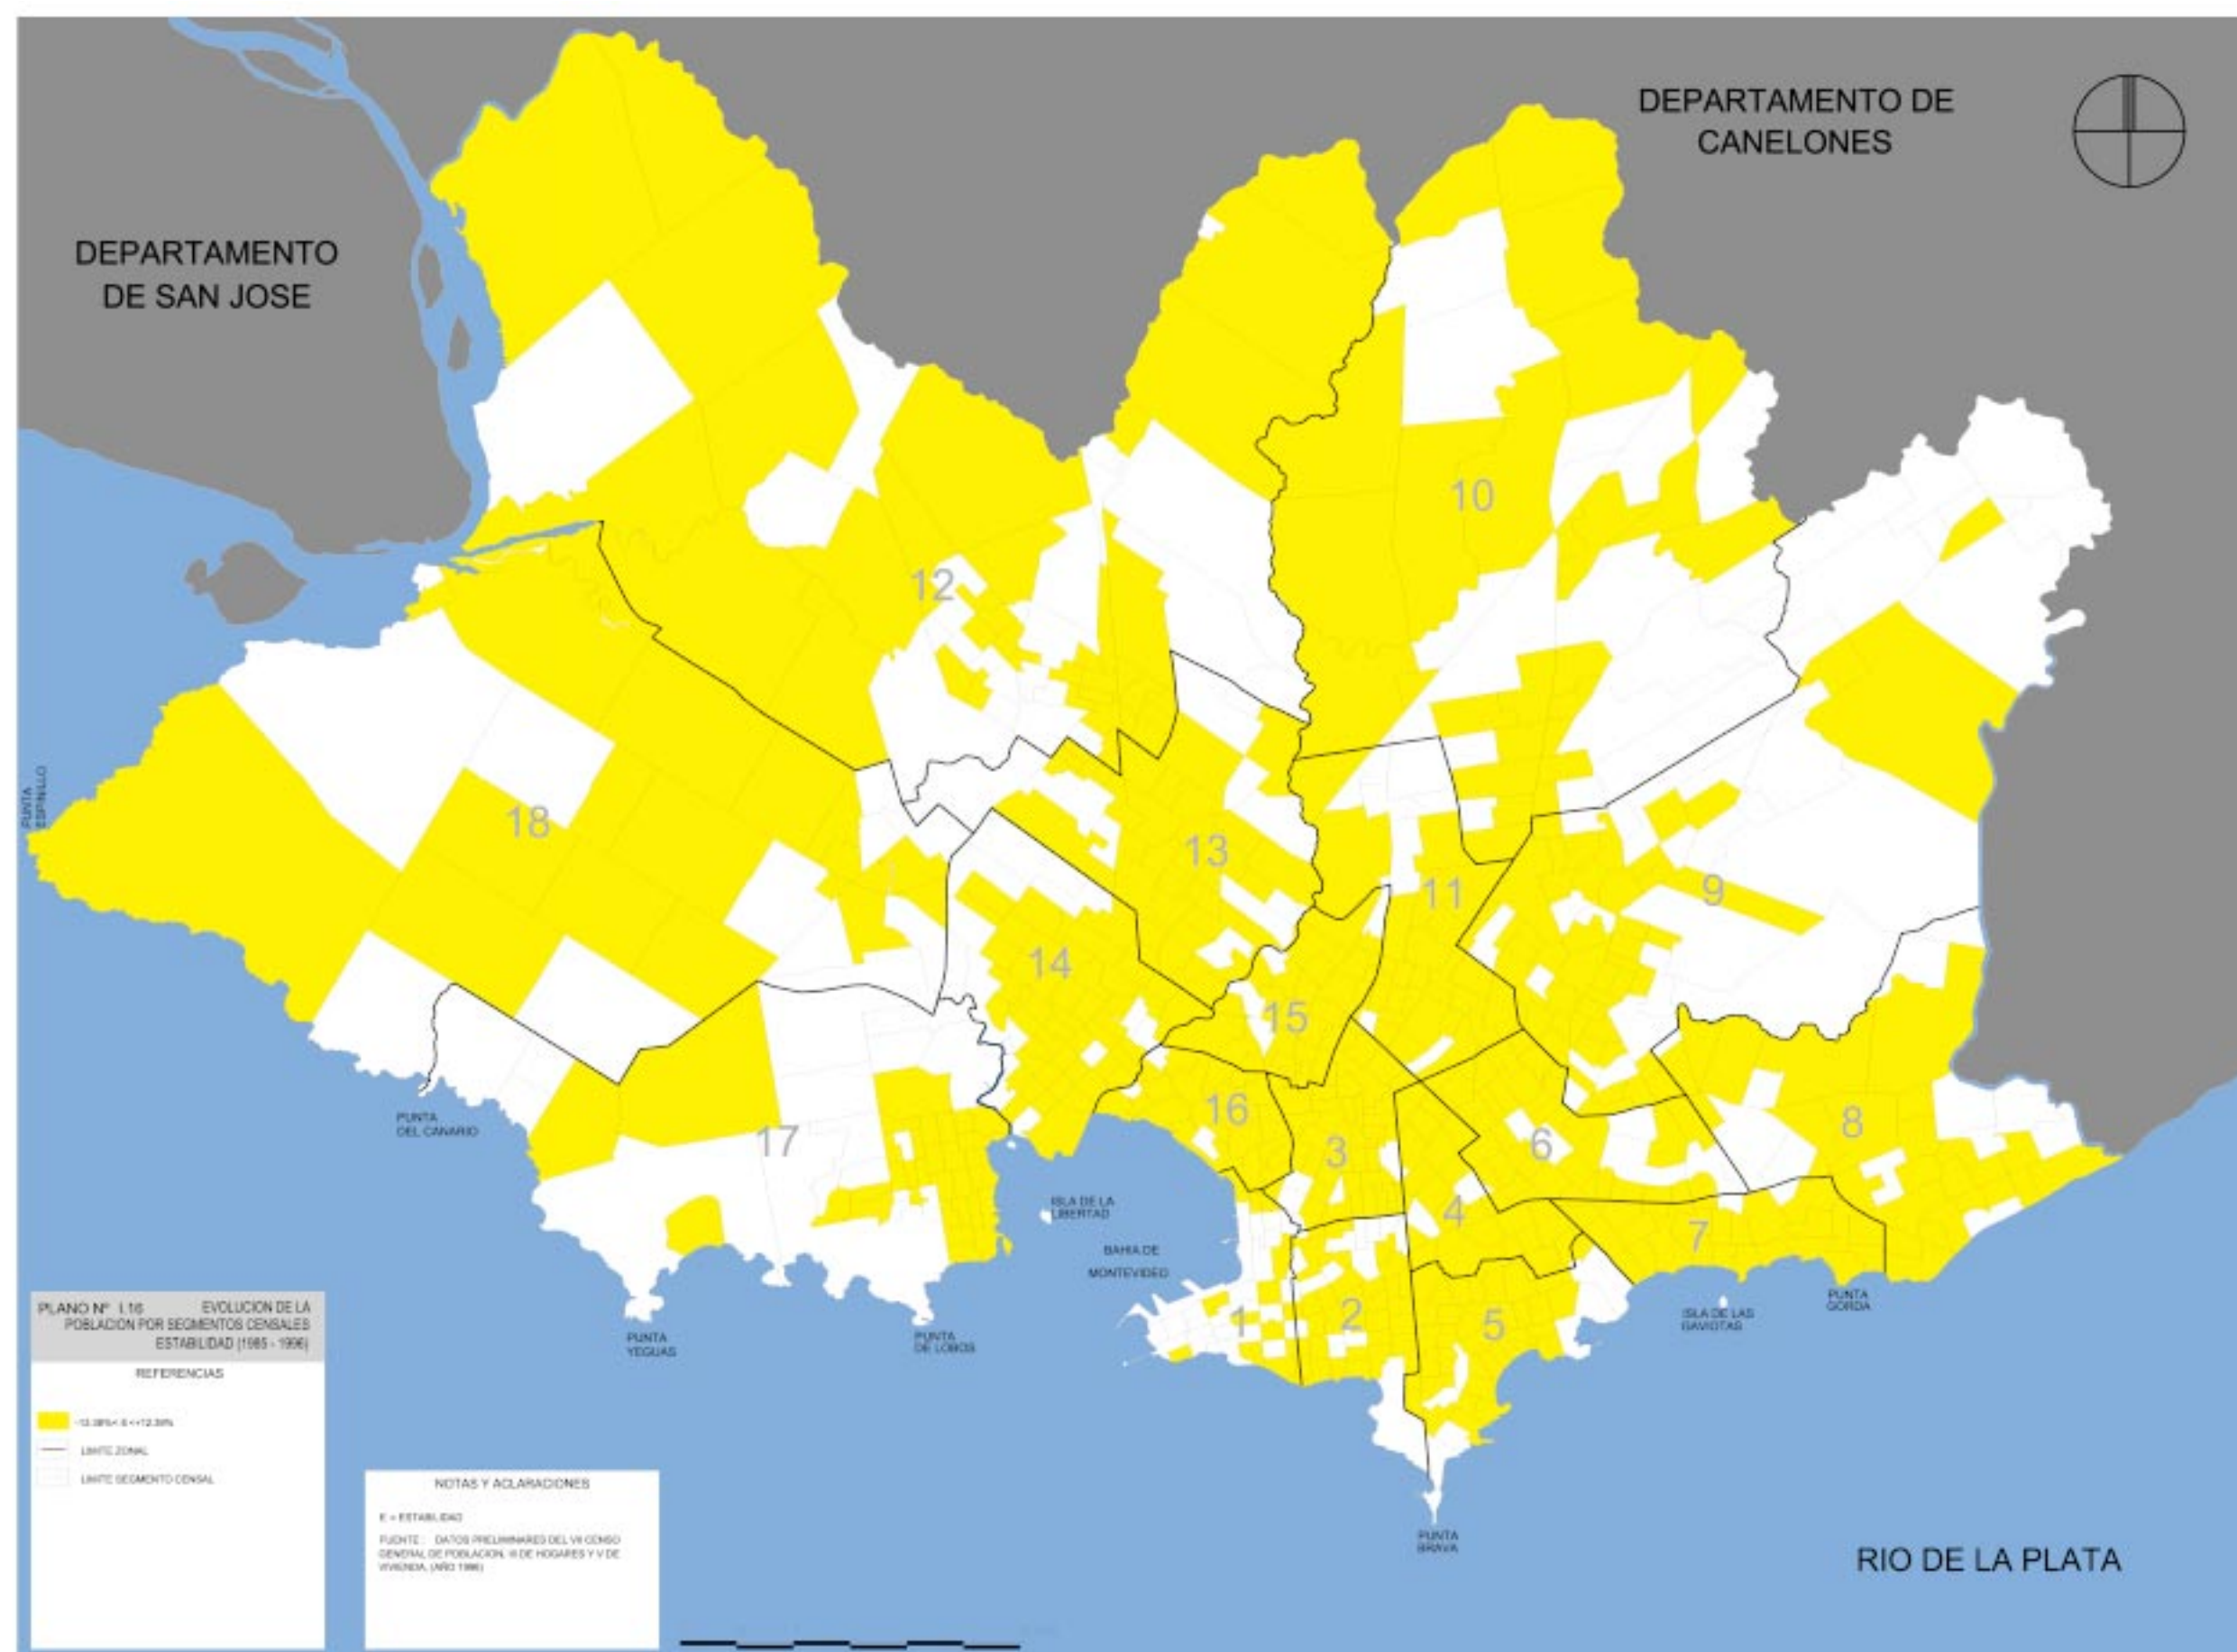 DEPARTAMENTO DE
CANELONES
DEPARTAMENTO
DE SAN JOSE
10
12
PUNTA
ESPINILLO
18
13
11
9
14
15
16
3
6
8
PUNTA
DEL CANARIO
17
4
7
ISLA DE LA
LIBERTAD
BAHIA DE
MONTEVIDEO
1
2
5
ISLA DE LAS
GAVIOTAS
PUNTA
GORDA
PUNTA
YEGUAS
PUNTA
DE LOBOS
PUNTA
BRAVA
RIO DE LA PLATA
PLANO Nº I.16 EVOLUCION DE LA
POBLACION POR SEGMENTOS CENSALES
ESTABILIDAD (1985 - 1996)
REFERENCIAS
LIMITE ZONAL
LIMITE SEGMENTO CENSAL
NOTAS Y ACLARACIONES
E = ESTABILIDAD
FUENTE : DATOS PRELIMINARES DEL VII CENSO
GENERAL DE POBLACION, III DE HOGARES Y V DE
VIVIENDA, (AÑO 1996)